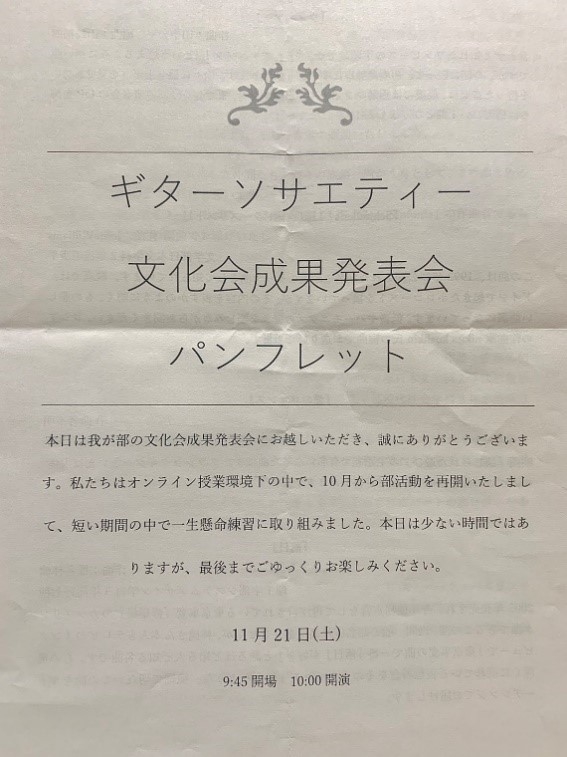 ギターソサエティー
文化会成果発表会
パンフレット
本日は我が部の文化会成果発表会にお越しいただき、誠にありがとうございま
す。私たちはオンライン授業環境下の中で、10 月から部活動を再開いたしまし
て、短い期間の中で一生懸命練習に取り組みました。本日は少ない時間ではあ
りますが、最後までごゆっくりお楽しみください。
11 月 21 日(土)
9:45 開場　10:00 開演